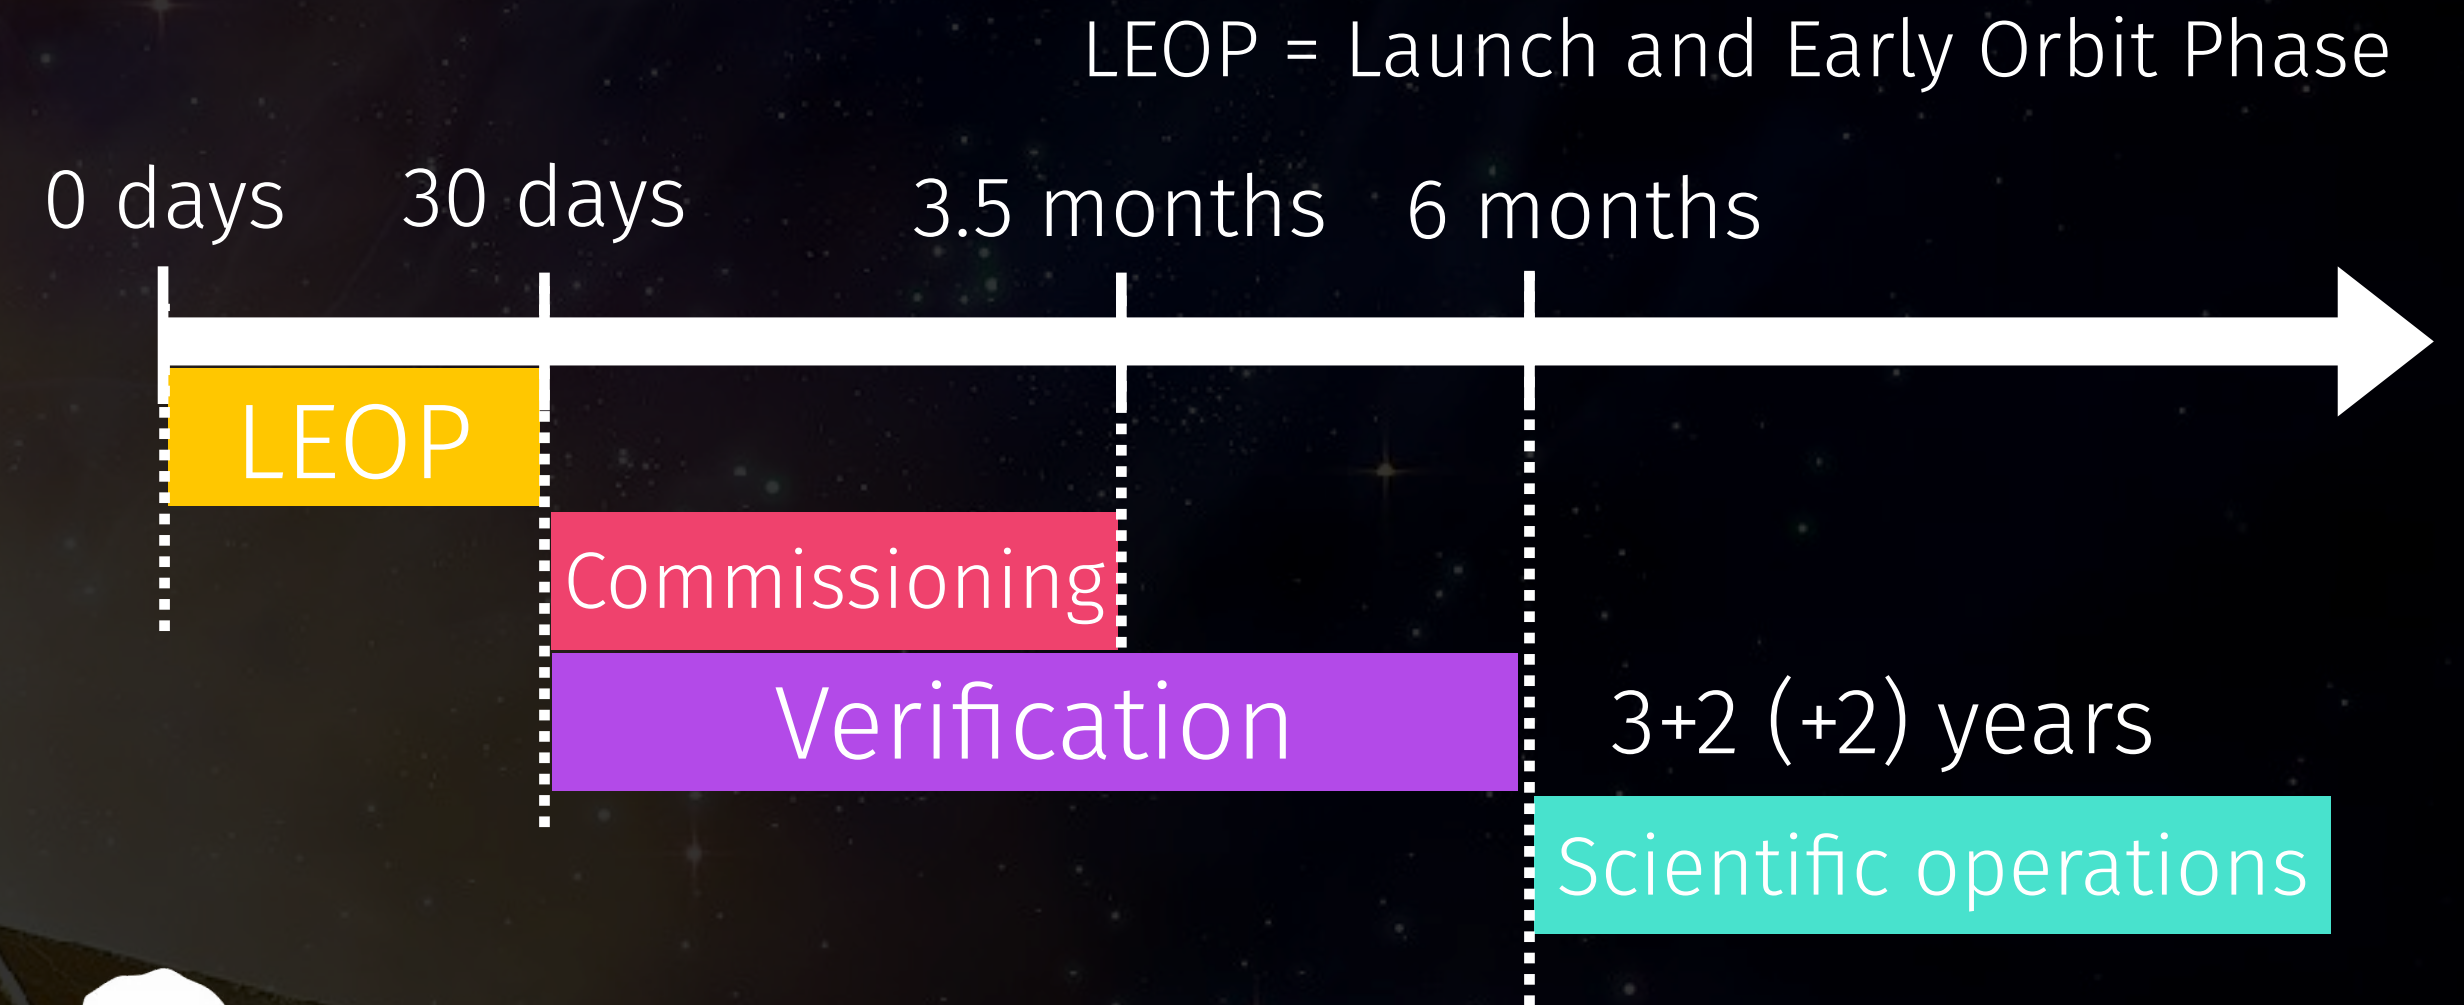 LEOP = Launch and Early Orbit Phase
0 days
30 days
3.5 months
6 months
LEOP
Commissioning
Verification
3+2 (+2) years
Scientific operations